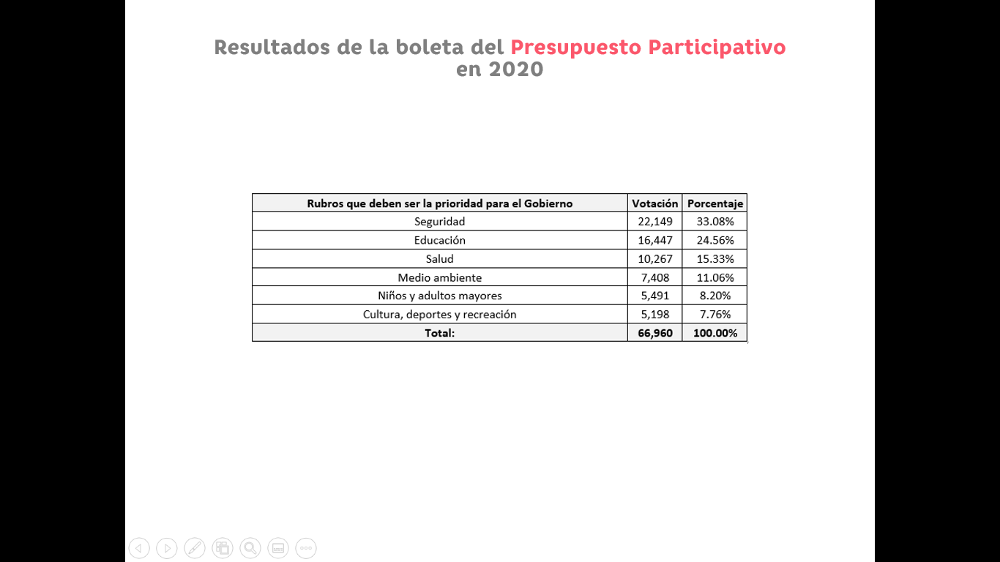 Resultados de la boleta del Presupuesto Participativo
en 2020
Rubros que deben ser la prioridad para el Gobierno Votación Porcentaje
Seguridad 22,149 33.08%
Educación 16,447 24.56%
Salud 10,267 15.33%
Medio ambiente 7,408 11.06%
Niños y adultos mayores 5,491 8.20%
Cultura, deportes y recreación 5,198 7.76%
Total: 66,960 100.00%